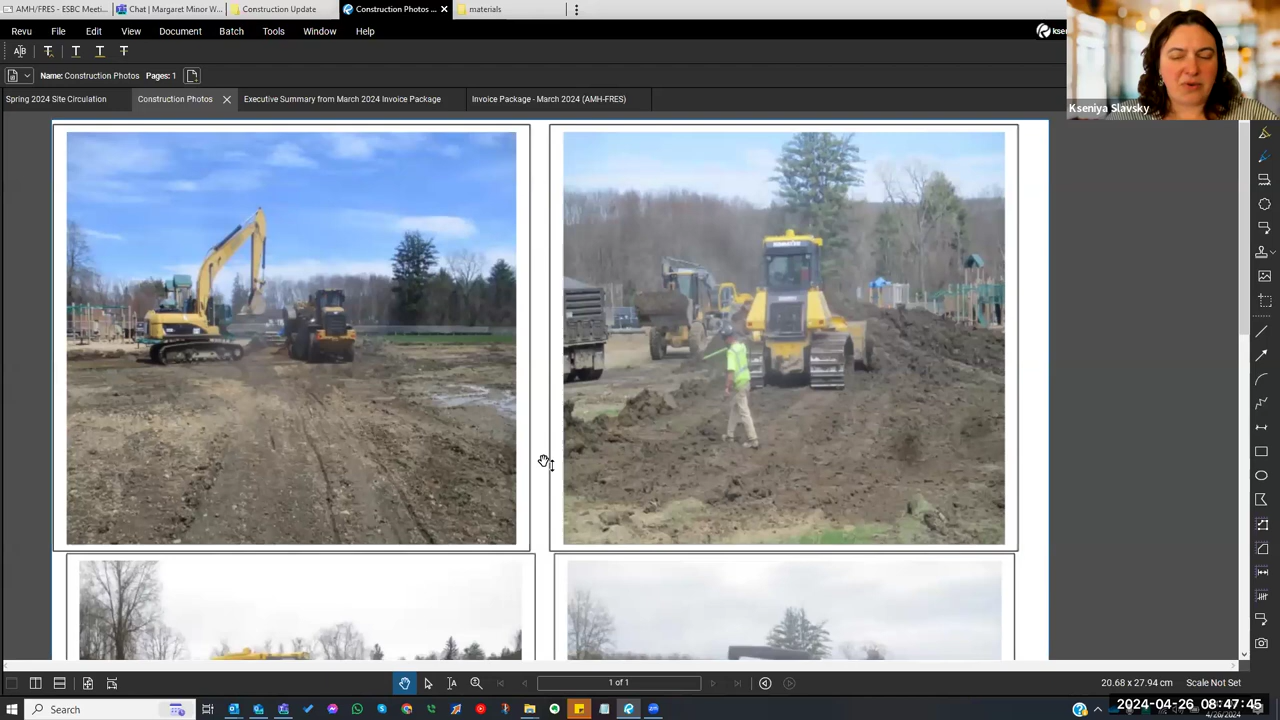 AMH/FRES - ESBC Meeti...
Chat | Margaret Minor W...
Construction Update
Construction Photos ...
materials
Revu File Edit View Document Batch Tools Window Help
Name: Construction Photos Pages: 1
Spring 2024 Site Circulation
Construction Photos
Executive Summary from March 2024 Invoice Package
Invoice Package - March 2024 (AMH-FRES)
Kseniya Slavsky
1 of 1
20.68 x 27.94 cm
Scale Not Set
Search
2024-04-26 08:47:45
4/26/2024